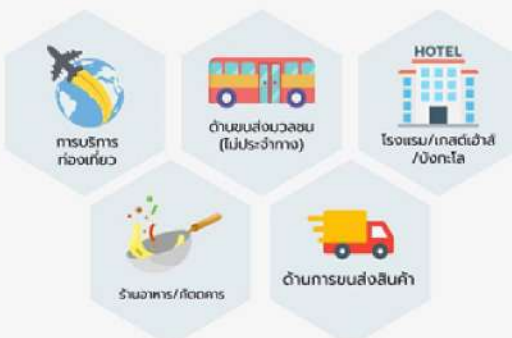 การบริการ
ท่องเที่ยว
ด้านขนส่งมวลชน
(ไม่ประจำทาง)
HOTEL
โรงแรม/เกสต์เฮ้าส์
/บังกะโล
ร้านอาหาร/ภัตตคาร
ด้านการขนส่งสินค้า